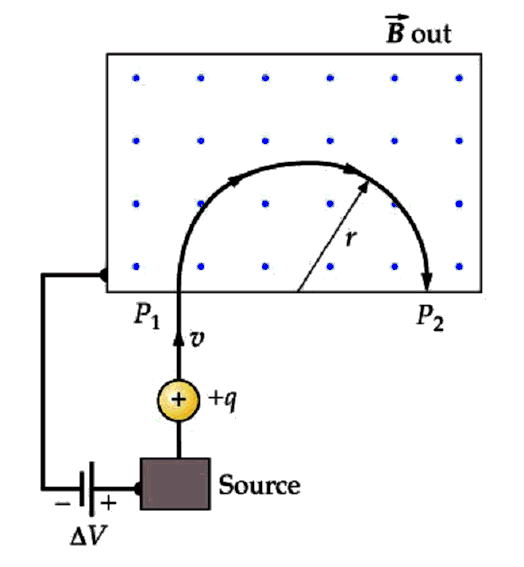 B⃗ out
r
P₁
P₂
v
+
+q
Source
− +
ΔV